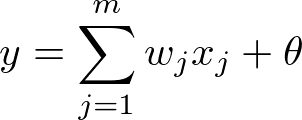 $y = \sum_{j=1}^{m} w_j x_j + \theta$